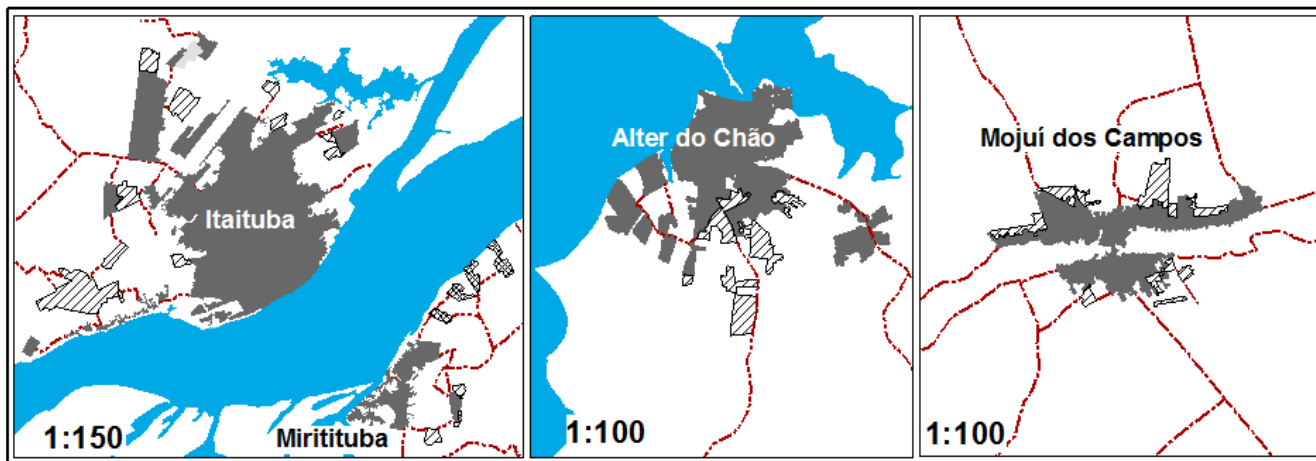 Itaituba
1:150
Miritituba
Alter do Chão
1:100
Mojuí dos Campos
1:100